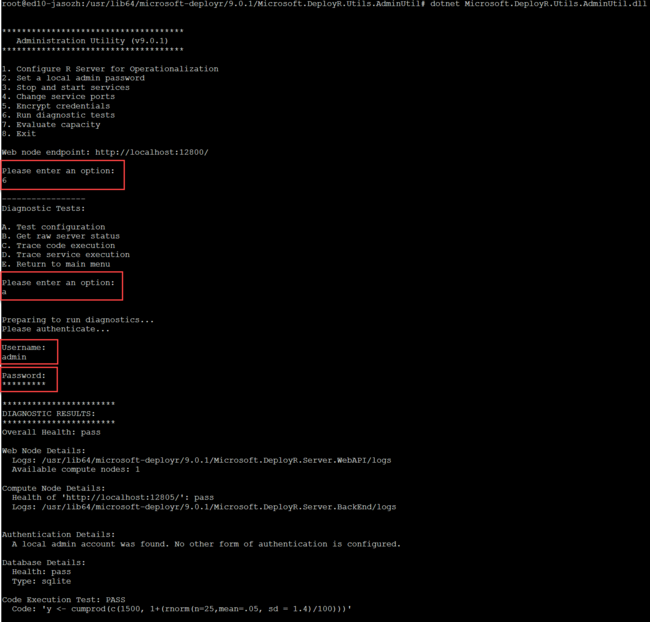 root@ed10-jasozh:/usr/lib64/microsoft-deployr/9.0.1/Microsoft.DeployR.Utils.AdminUtil# dotnet Microsoft.DeployR.Utils.AdminUtil.dll
*************************************
Administration Utility (v9.0.1)
*************************************
1. Configure R Server for Operationalization
2. Set a local admin password
3. Stop and start services
4. Change service ports
5. Encrypt credentials
6. Run diagnostic tests
7. Evaluate capacity
8. Exit
Web node endpoint: http://localhost:12800/
Please enter an option:
6
-----------------
Diagnostic Tests:
A. Test configuration
B. Get raw server status
C. Trace code execution
D. Trace service execution
E. Return to main menu
Please enter an option:
a
Preparing to run diagnostics...
Please authenticate...
Username:
admin
Password:
*********
***********************
DIAGNOSTIC RESULTS:
***********************
Overall Health: pass
Web Node Details:
Logs: /usr/lib64/microsoft-deployr/9.0.1/Microsoft.DeployR.Server.WebAPI/logs
Available compute nodes: 1
Compute Node Details:
Health of 'http://localhost:12805/': pass
Logs: /usr/lib64/microsoft-deployr/9.0.1/Microsoft.DeployR.Server.BackEnd/logs
Authentication Details:
A local admin account was found. No other form of authentication is configured.
Database Details:
Health: pass
Type: sqlite
Code Execution Test: PASS
Code: 'y <- cumprod(c(1500, 1+(rnorm(n=25,mean=.05, sd = 1.4)/100)))'